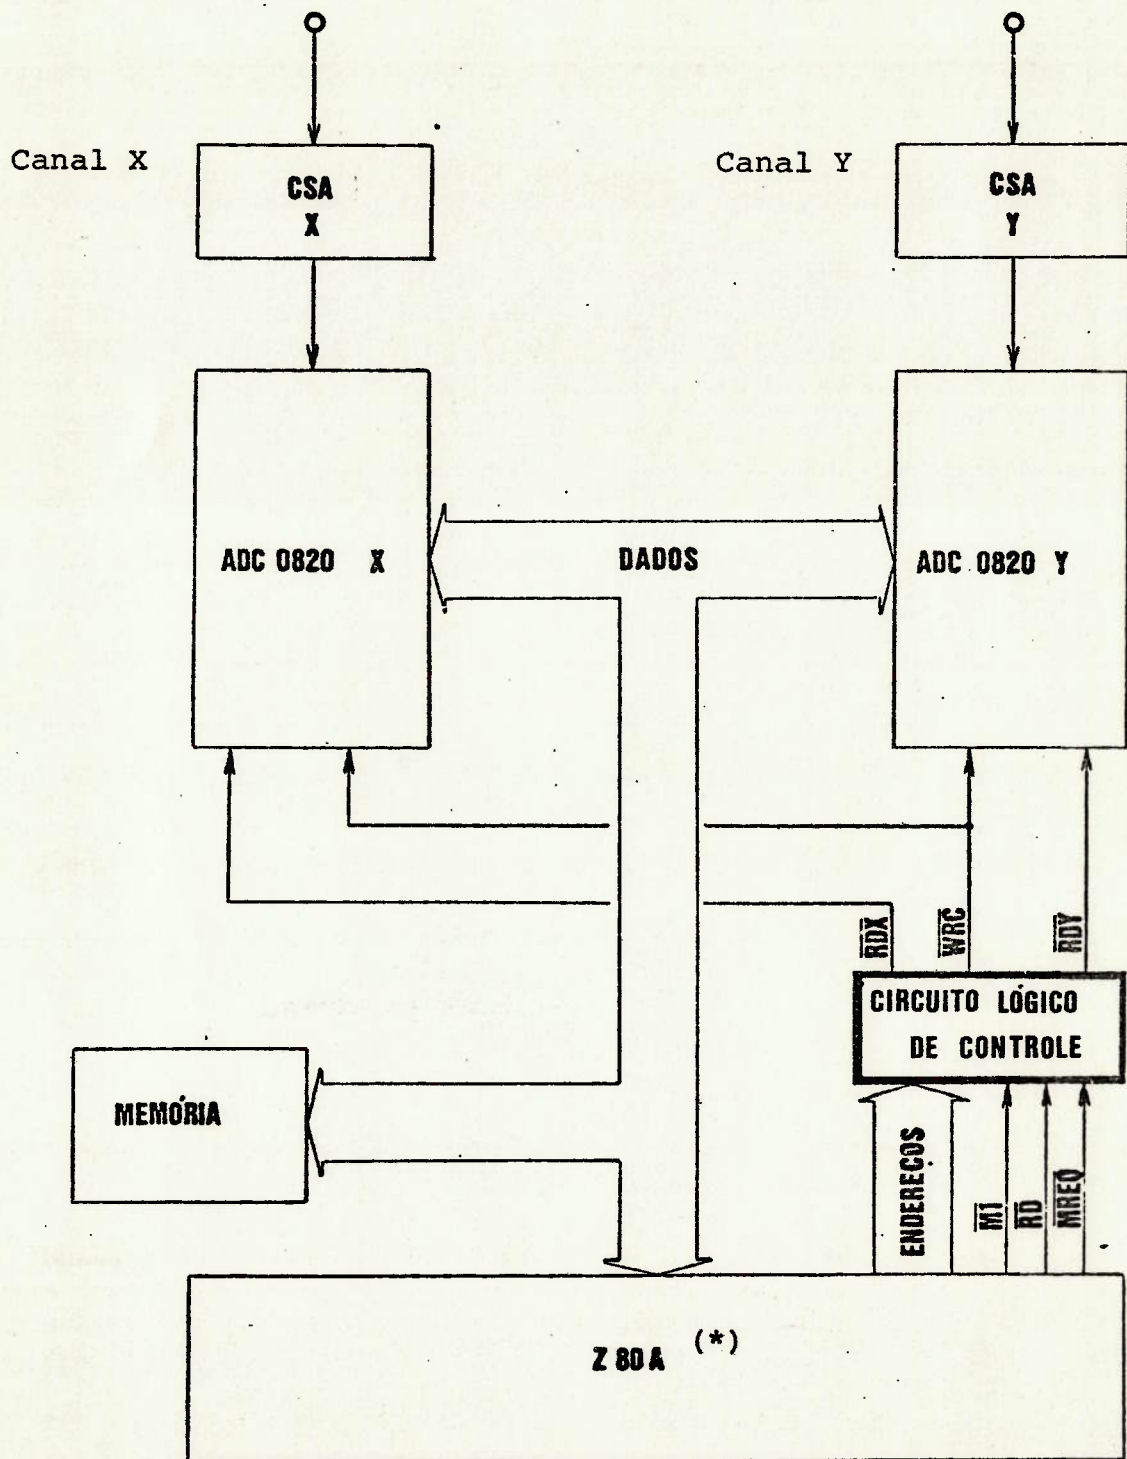 Canal X
CSA
X
Canal Y
CSA
Y
ADC 0820 X
DADOS
ADC 0820 Y
RDX
WRC
RDY
CIRCUITO LÓGICO
DE CONTROLE
MEMÓRIA
ENDERECOS
M1
RD
MREQ
Z 80 A (*)